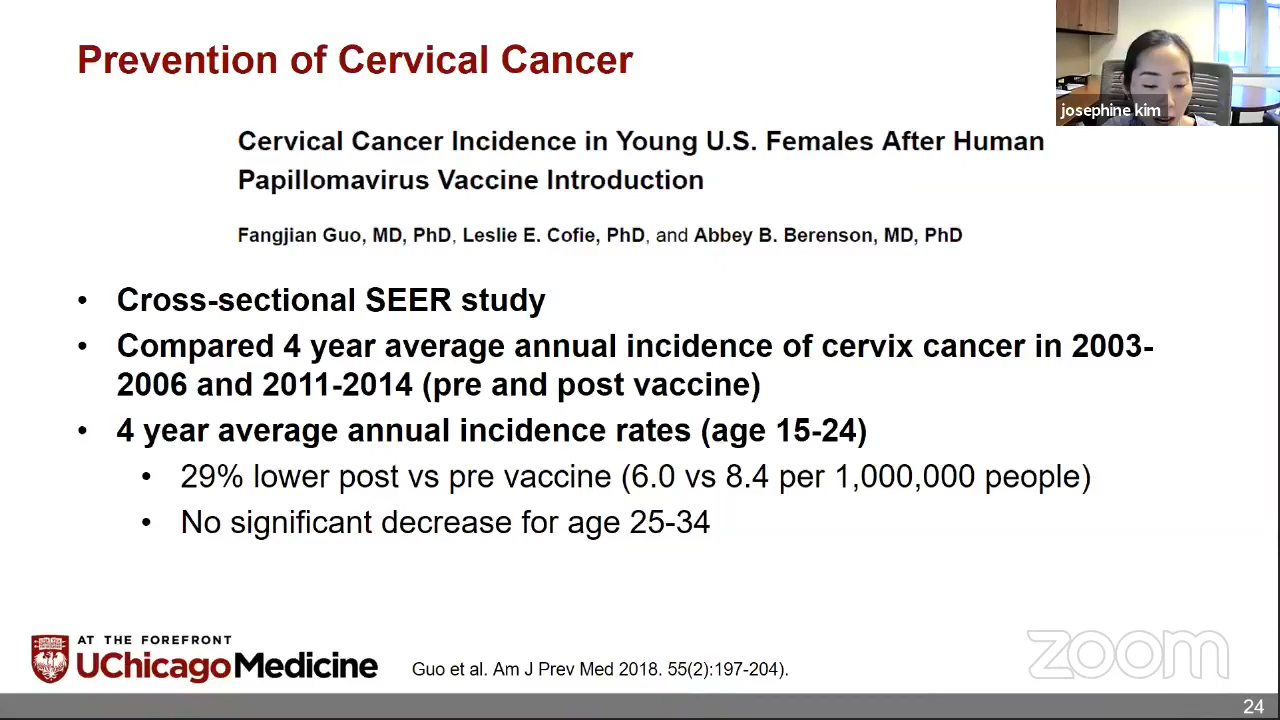 Prevention of Cervical Cancer
josephine kim
Cervical Cancer Incidence in Young U.S. Females After Human
Papillomavirus Vaccine Introduction
Fangjian Guo, MD, PhD, Leslie E. Cofie, PhD, and Abbey B. Berenson, MD, PhD
• Cross-sectional SEER study
• Compared 4 year average annual incidence of cervix cancer in 2003-
2006 and 2011-2014 (pre and post vaccine)
• 4 year average annual incidence rates (age 15-24)
• 29% lower post vs pre vaccine (6.0 vs 8.4 per 1,000,000 people)
• No significant decrease for age 25-34
AT THE FOREFRONT
UChicago Medicine
Guo et al. Am J Prev Med 2018. 55(2):197-204).
zoom
24